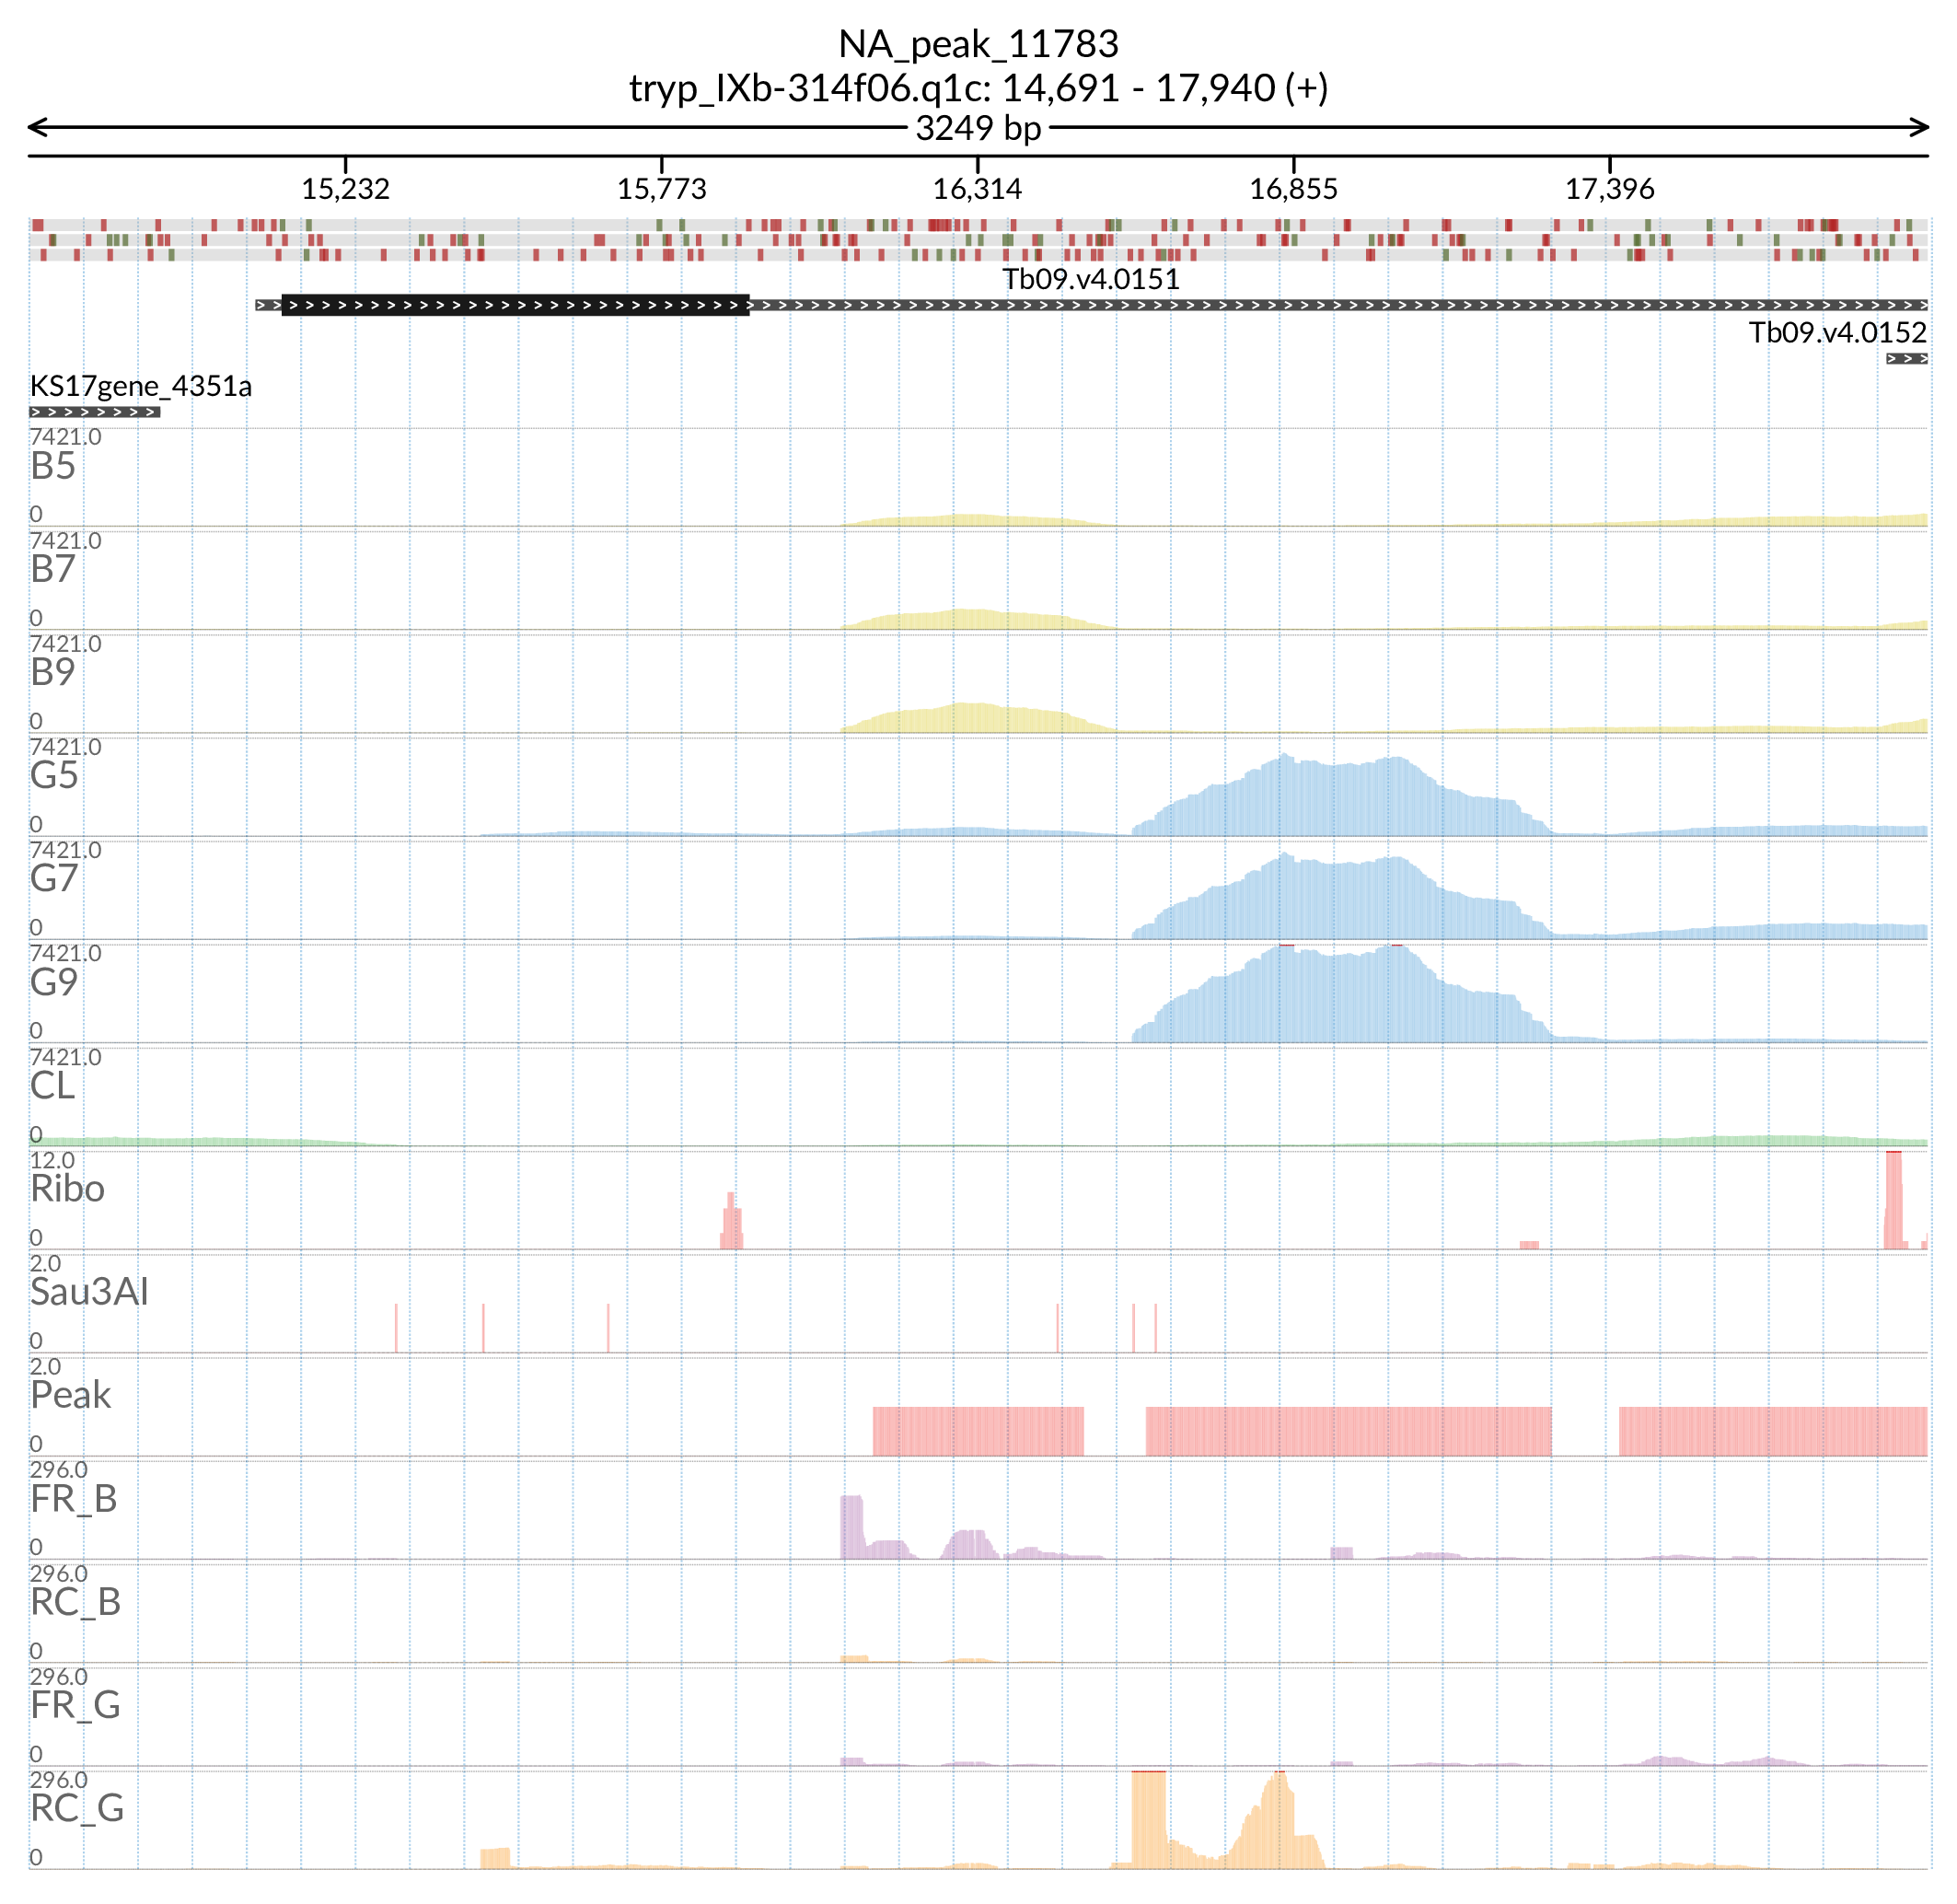 NA_peak_11783
tryp_IXb-314f06.q1c: 14,691 - 17,940 (+)
3249 bp
15,232 15,773 16,314 16,855 17,396
Tb09.v4.0151
Tb09.v4.0152
KS17gene_4351a
7421.0
B5
0
7421.0
B7
0
7421.0
B9
0
7421.0
G5
0
7421.0
G7
0
7421.0
G9
0
7421.0
CL
0
12.0
Ribo
0
2.0
Sau3AI
0
2.0
Peak
0
296.0
FR_B
0
296.0
RC_B
0
296.0
FR_G
0
296.0
RC_G
0